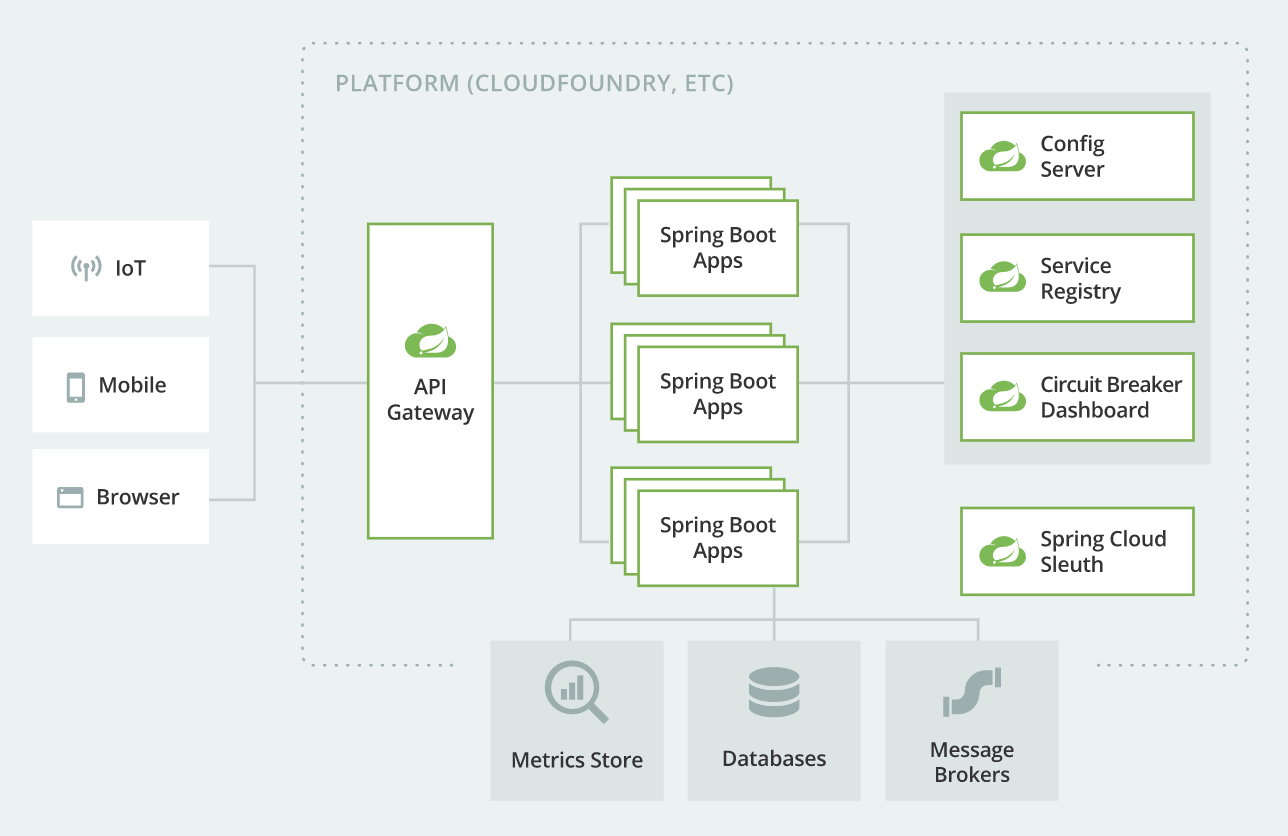 PLATFORM (CLOUDFOUNDRY, ETC)
IoT
Mobile
Browser
API
Gateway
Spring Boot
Apps
Spring Boot
Apps
Spring Boot
Apps
Config
Server
Service
Registry
Circuit Breaker
Dashboard
Spring Cloud
Sleuth
Metrics Store
Databases
Message
Brokers